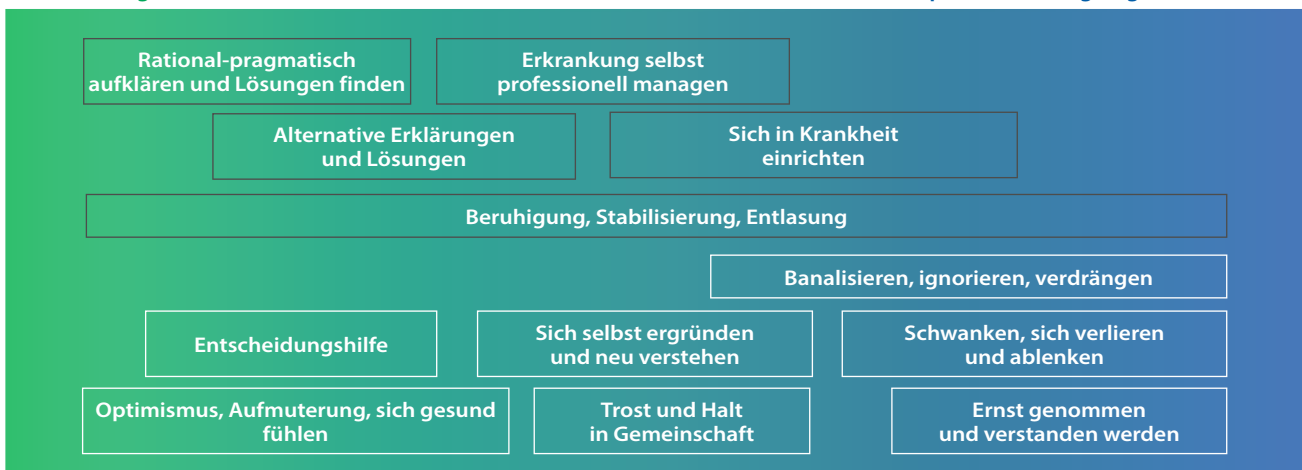 Rational-pragmatisch
aufklären und Lösungen finden
Erkrankung selbst
professionell managen
Alternative Erklärungen
und Lösungen
Sich in Krankheit
einrichten
Beruhigung, Stabilisierung, Entlasung
Banalisieren, ignorieren, verdrängen
Entscheidungshilfe
Sich selbst ergründen
und neu verstehen
Schwanken, sich verlieren
und ablenken
Optimismus, Aufmuterung, sich gesund
fühlen
Trost und Halt
in Gemeinschaft
Ernst genommen
und verstanden werden